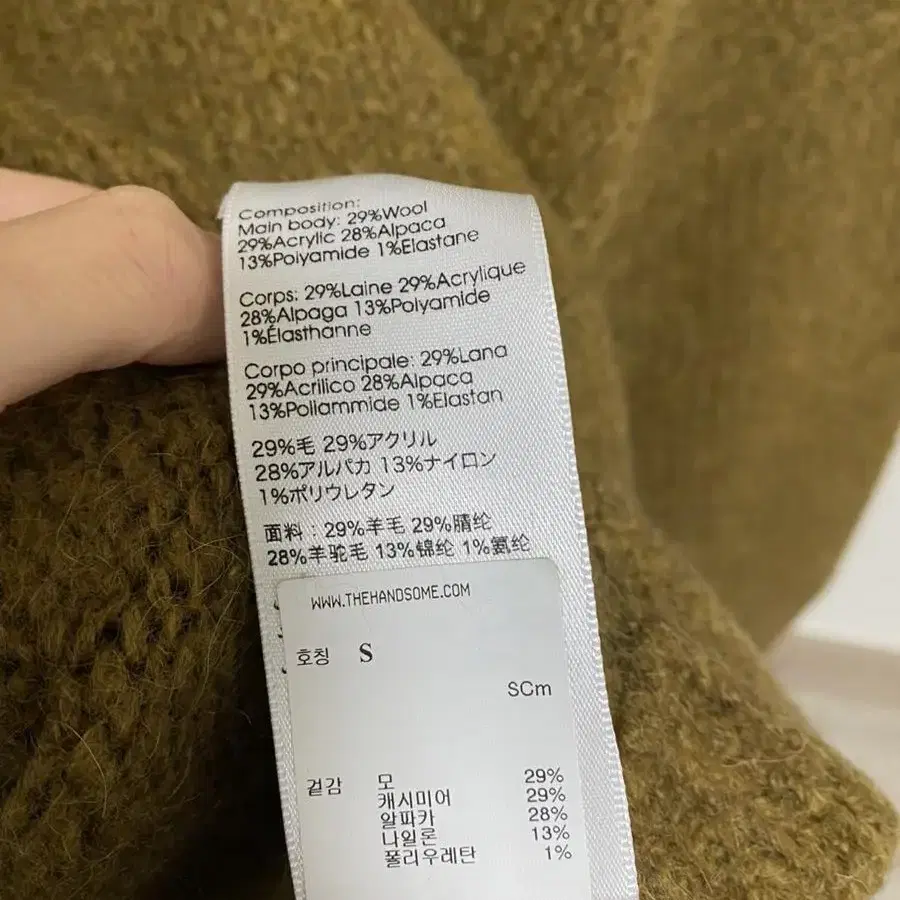 Composition:
Main body: 29%Wool
29%Acrylic 28%Alpaca
13%Polyamide 1%Elastane
Corps: 29%Laine 29%Acrylique
28%Alpaga 13%Polyamide
1%Élasthanne
Corpo principale: 29%Lana
29%Acrilico 28%Alpaca
13%Poliammide 1%Elastan
29%毛 29%アクリル
28%アルパカ 13%ナイロン
1%ポリウレタン
面料：29%羊毛 29%腈纶
28%羊驼毛 13%锦纶 1%氨纶
WWW.THEHANDSOME.COM
호칭 S
SCm
겉감 모 29%
캐시미어 29%
알파카 28%
나일론 13%
폴리우레탄 1%